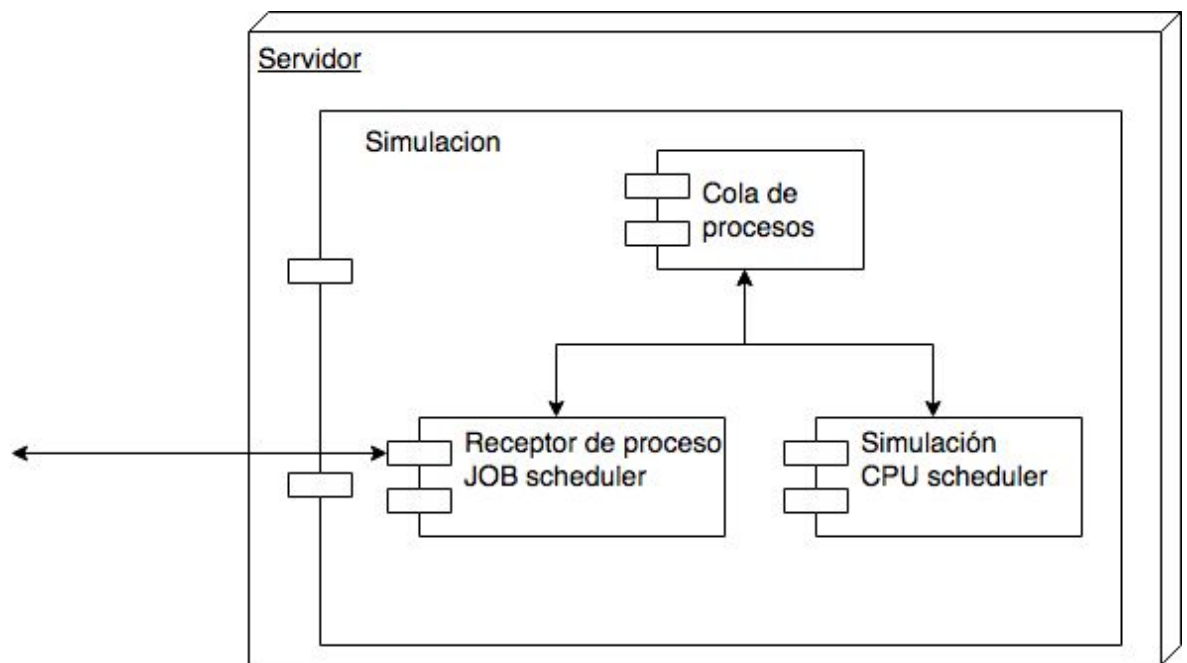 Servidor
Simulacion
Cola de
procesos
Receptor de proceso
JOB scheduler
Simulación
CPU scheduler